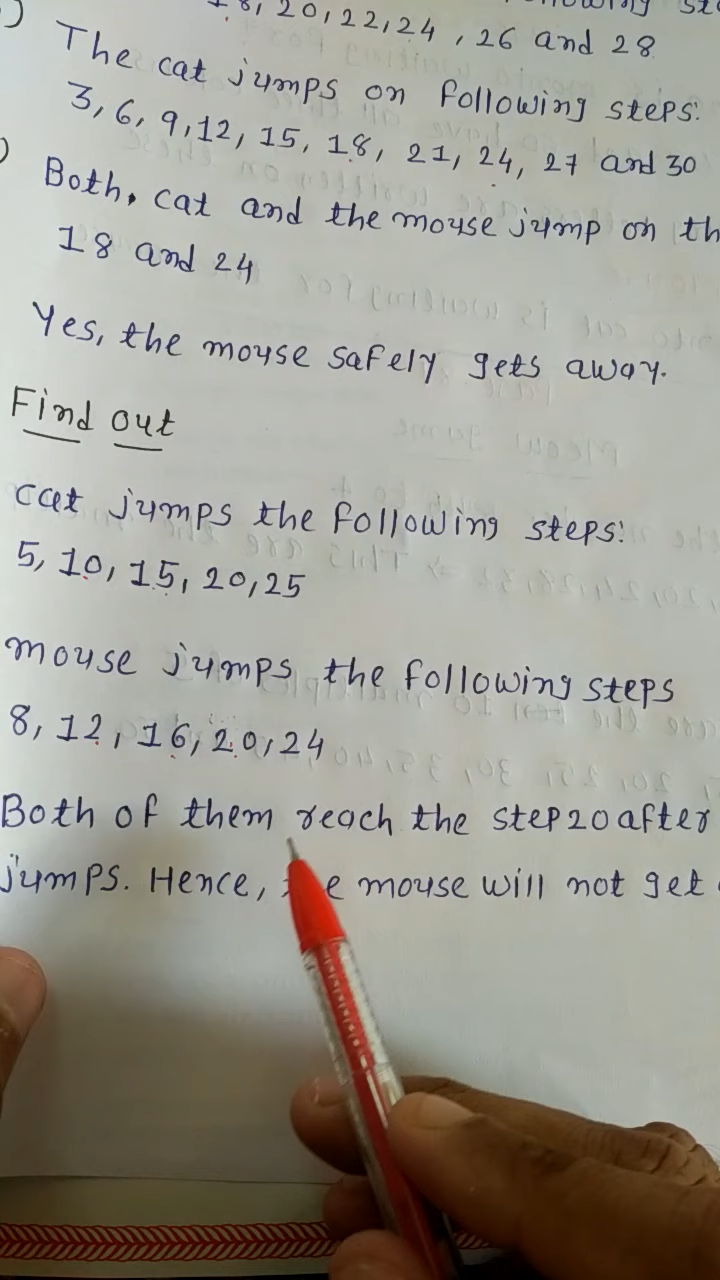 18, 20, 22, 24, 26 and 28
The cat jumps on following steps:
3, 6, 9, 12, 15, 18, 21, 24, 27 and 30
Both, cat and the mouse jump on th
18 and 24
Yes, the mouse safely gets away.
Find out
cat jumps the following steps:
5, 10, 15, 20, 25
mouse jumps the following steps
8, 12, 16, 20, 24
Both of them reach the step 20 after
jumps. Hence, e mouse will not get